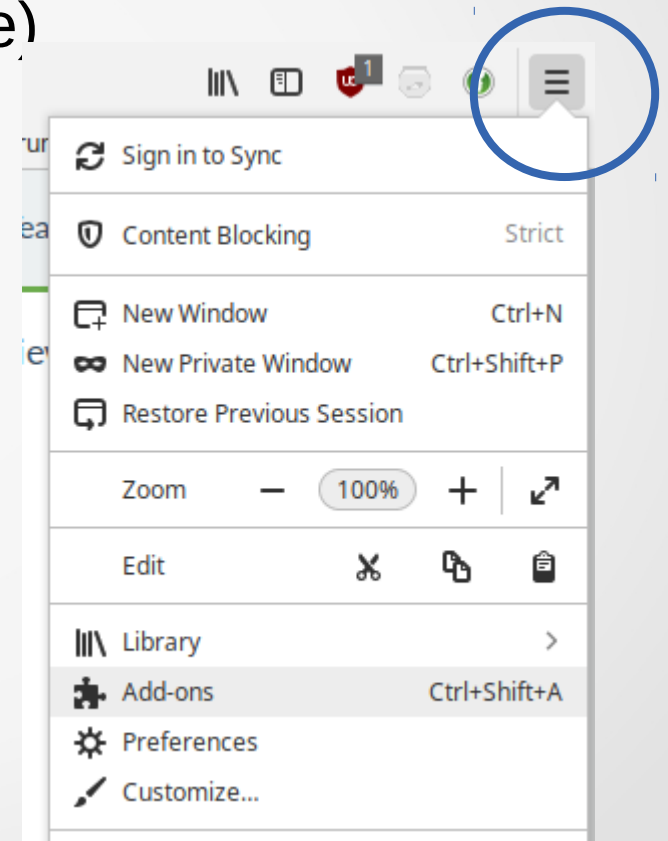 e)
1
Sign in to Sync
Content Blocking Strict
New Window Ctrl+N
New Private Window Ctrl+Shift+P
Restore Previous Session
Zoom − 100% +
Edit
Library >
Add-ons Ctrl+Shift+A
Preferences
Customize...